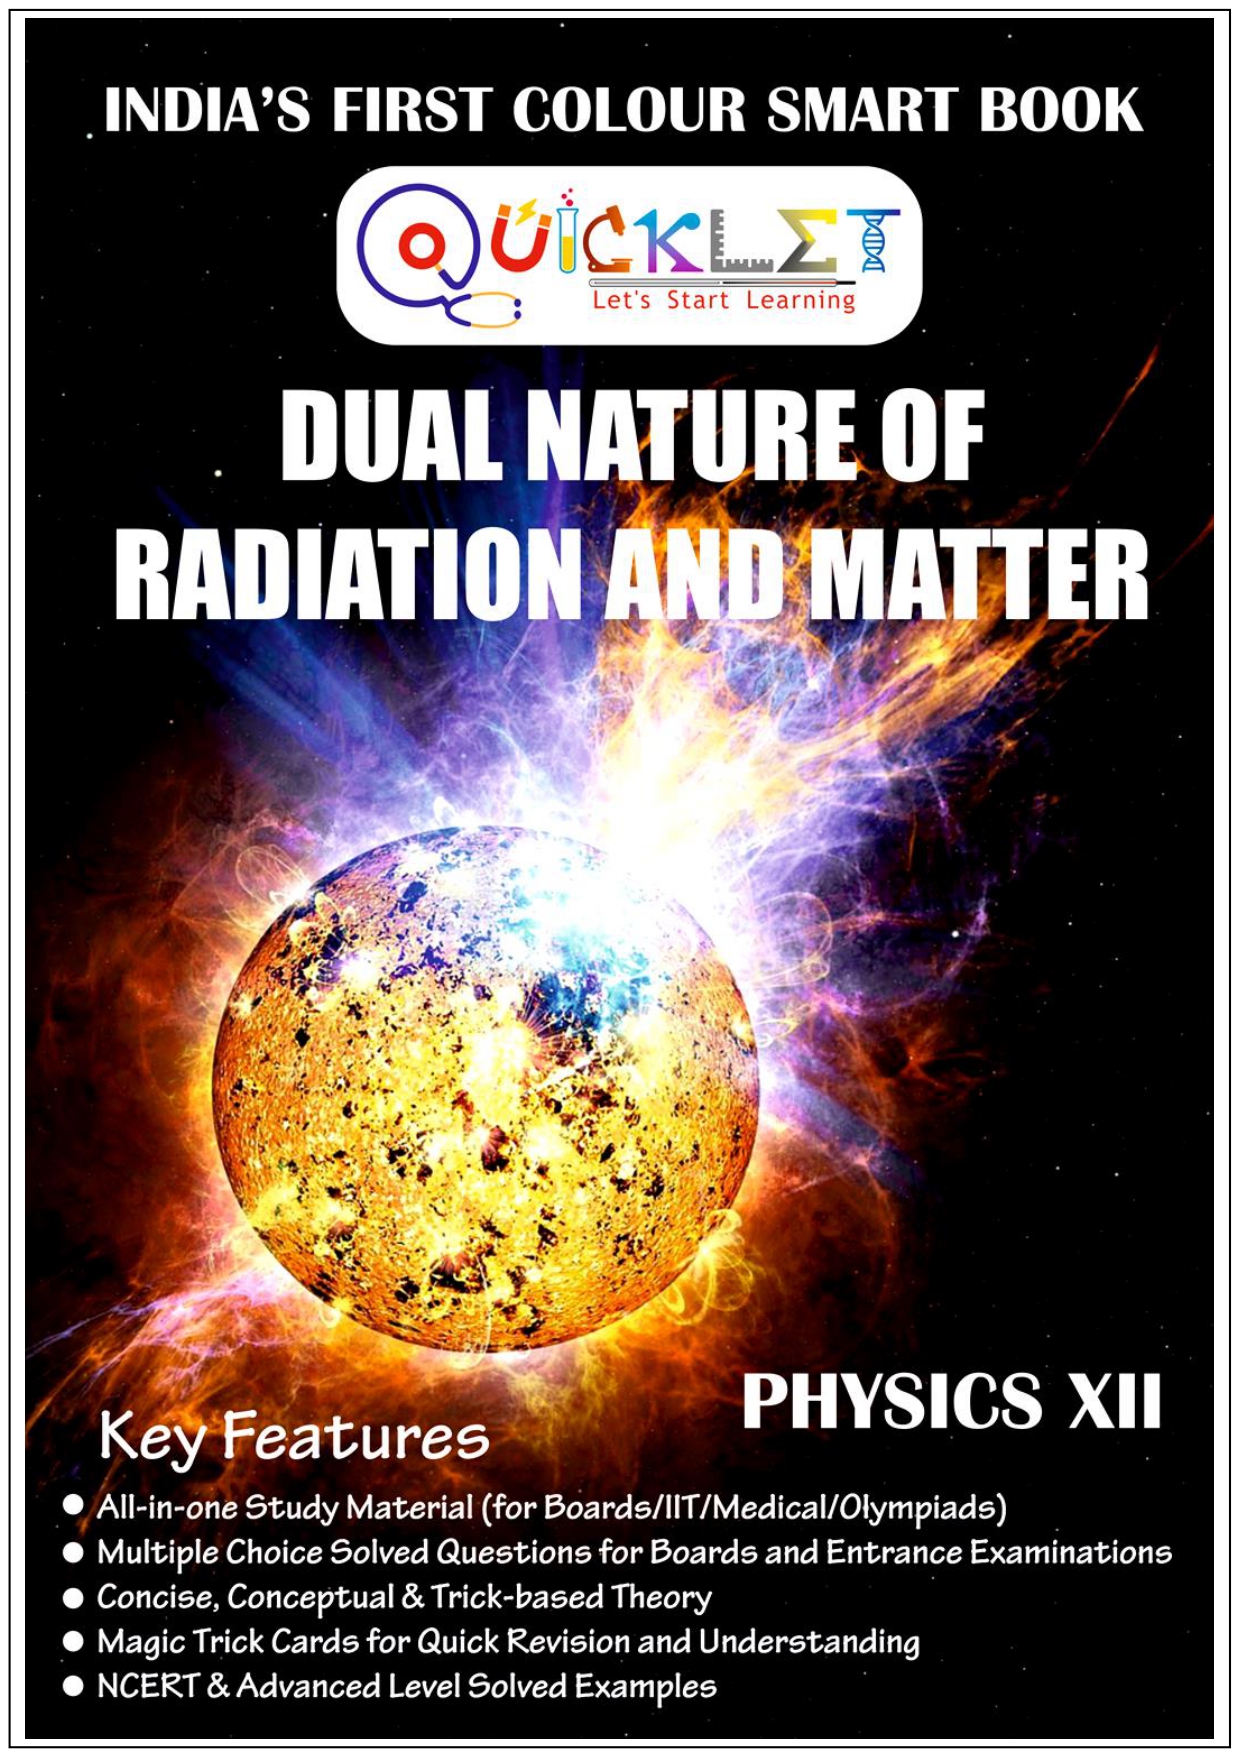 INDIA'S FIRST COLOUR SMART BOOK
QUICKLET
Let's Start Learning
DUAL NATURE OF
RADIATION AND MATTER
PHYSICS XII
Key Features
● All-in-one Study Material (for Boards/IIT/Medical/Olympiads)
● Multiple Choice Solved Questions for Boards and Entrance Examinations
● Concise, Conceptual & Trick-based Theory
● Magic Trick Cards for Quick Revision and Understanding
● NCERT & Advanced Level Solved Examples